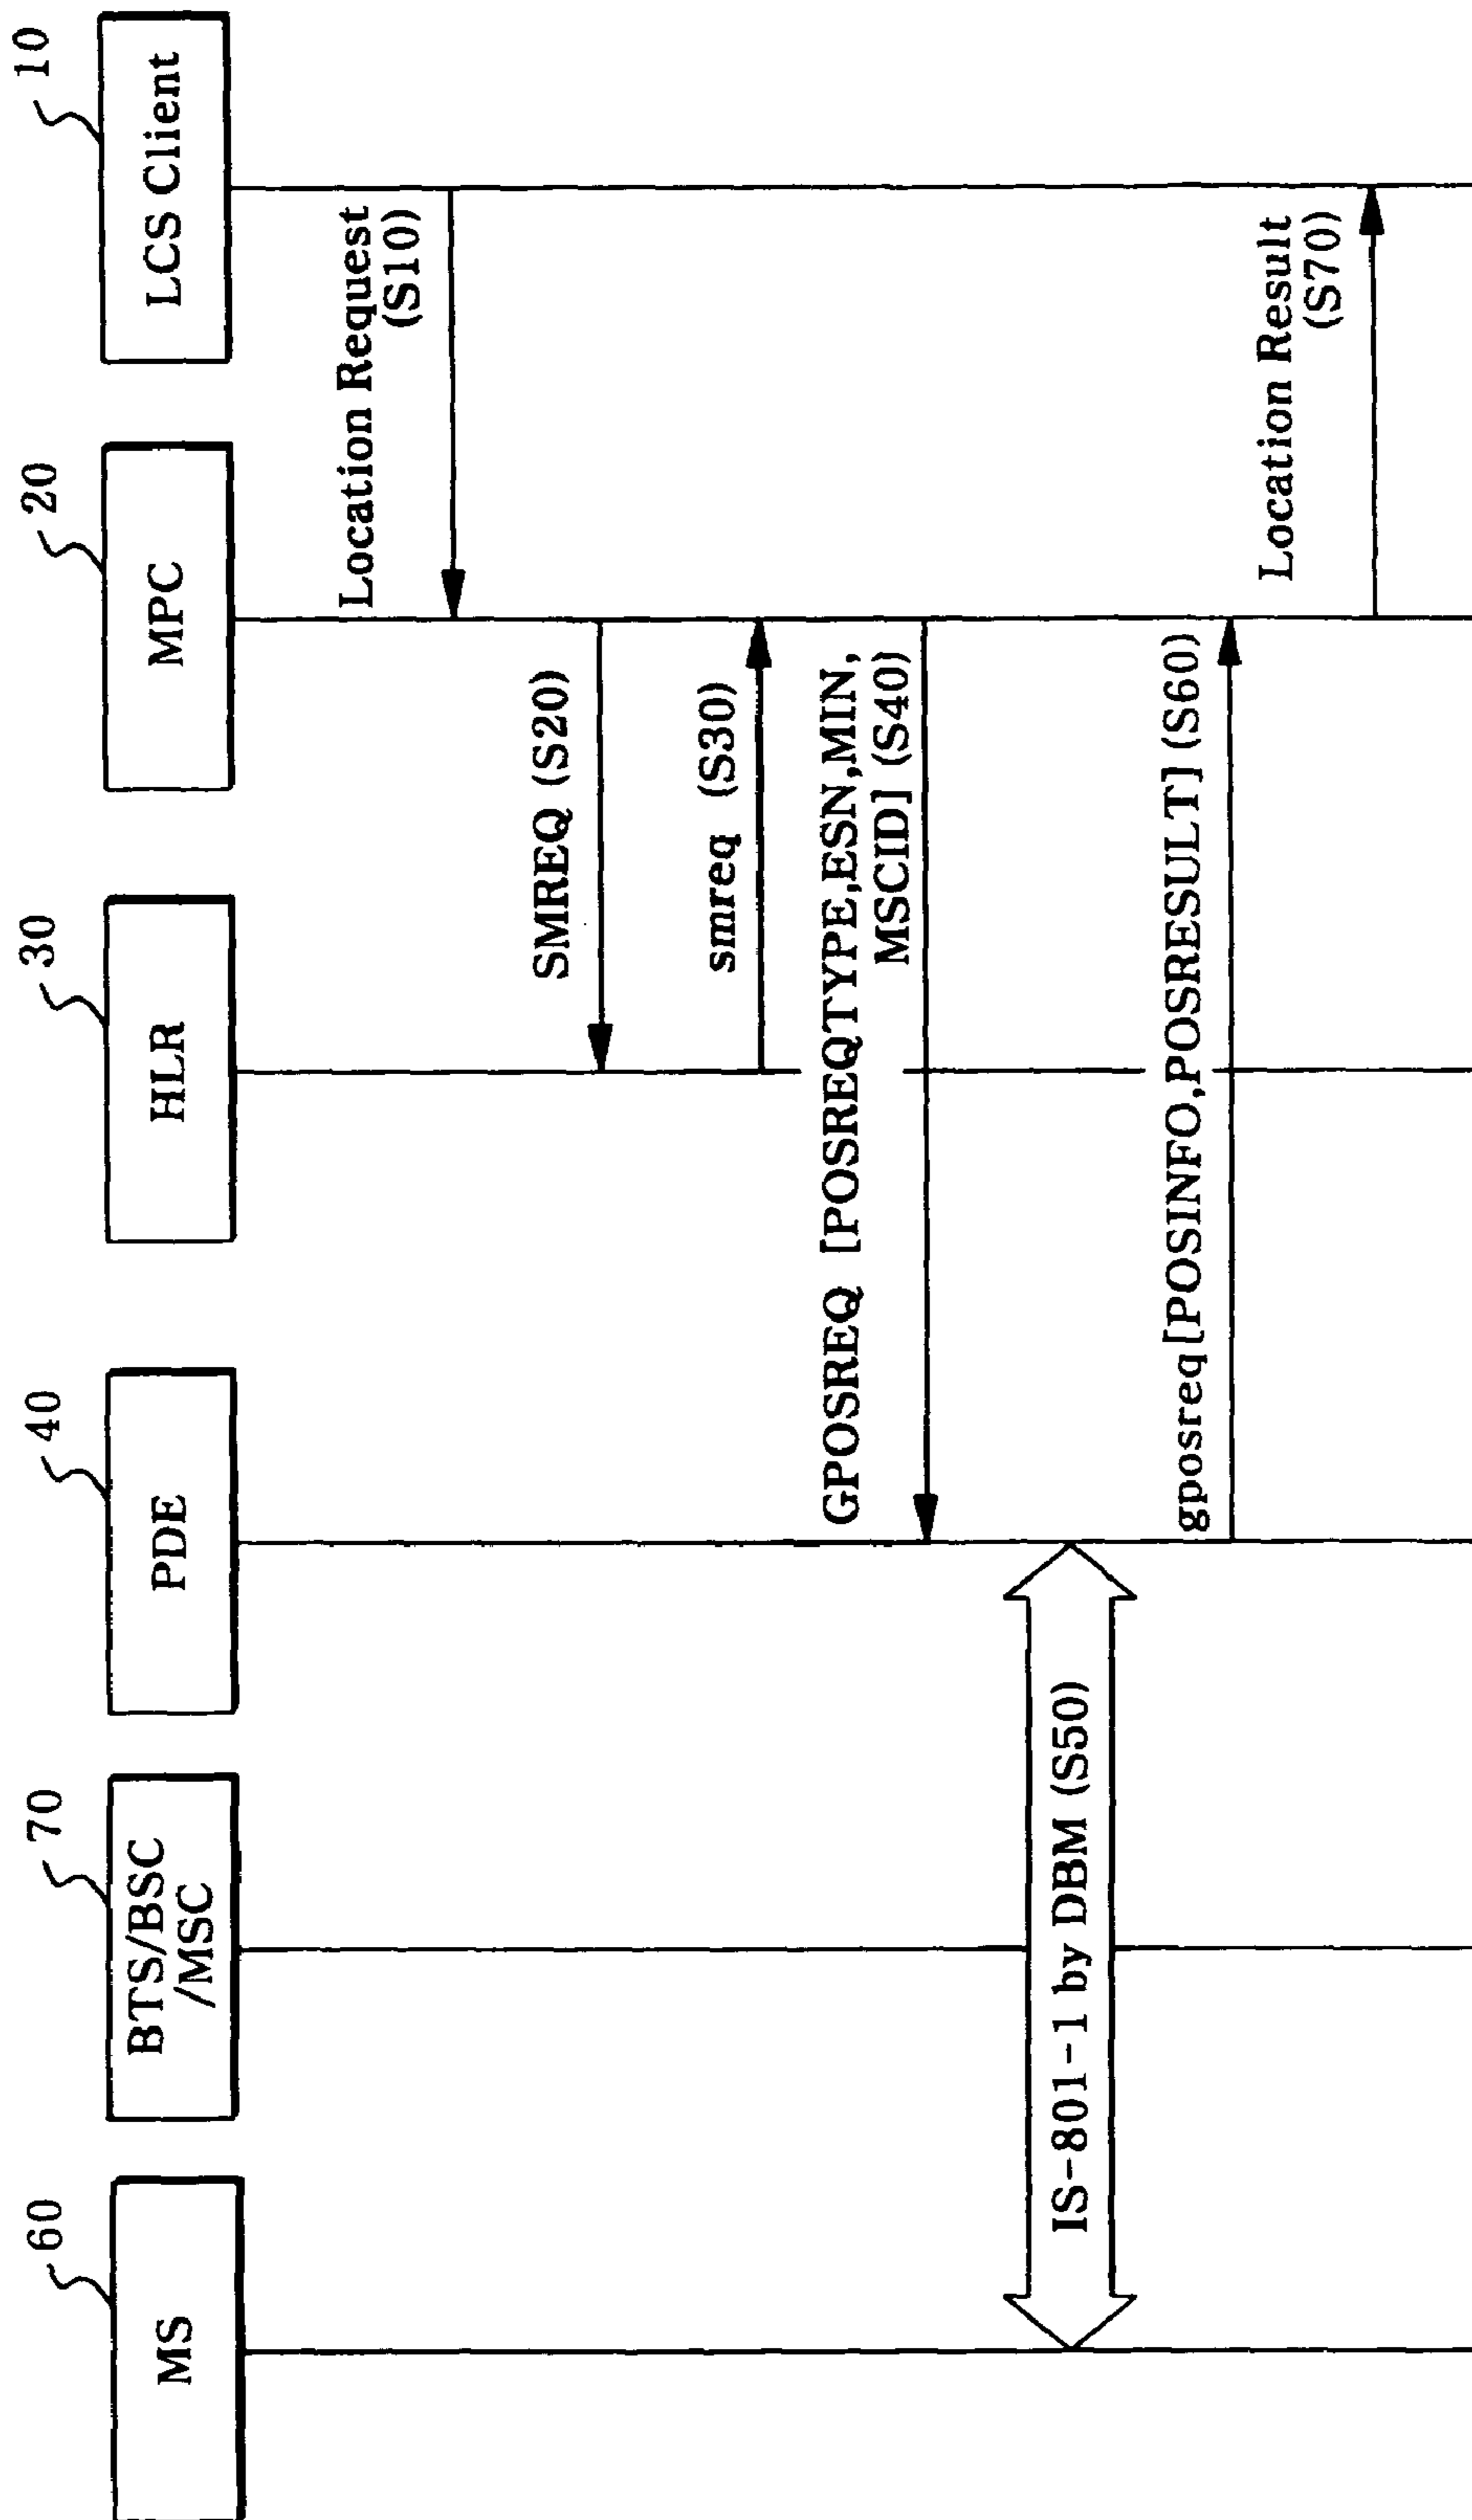 60
MS
70
BTS/BSC
/MSC
40
PDE
30
HLR
20
MPC
10
LCS Client
Location Request
(S10)
SMREQ (S20)
smreq (S30)
GPOSREQ [POSREQTYPE,ESN,MIN,
MSCID] (S40)
IS-801-1 by DBM (S50)
gposreq[POSINFO,POSRESULT] (S60)
Location Result
(S70)